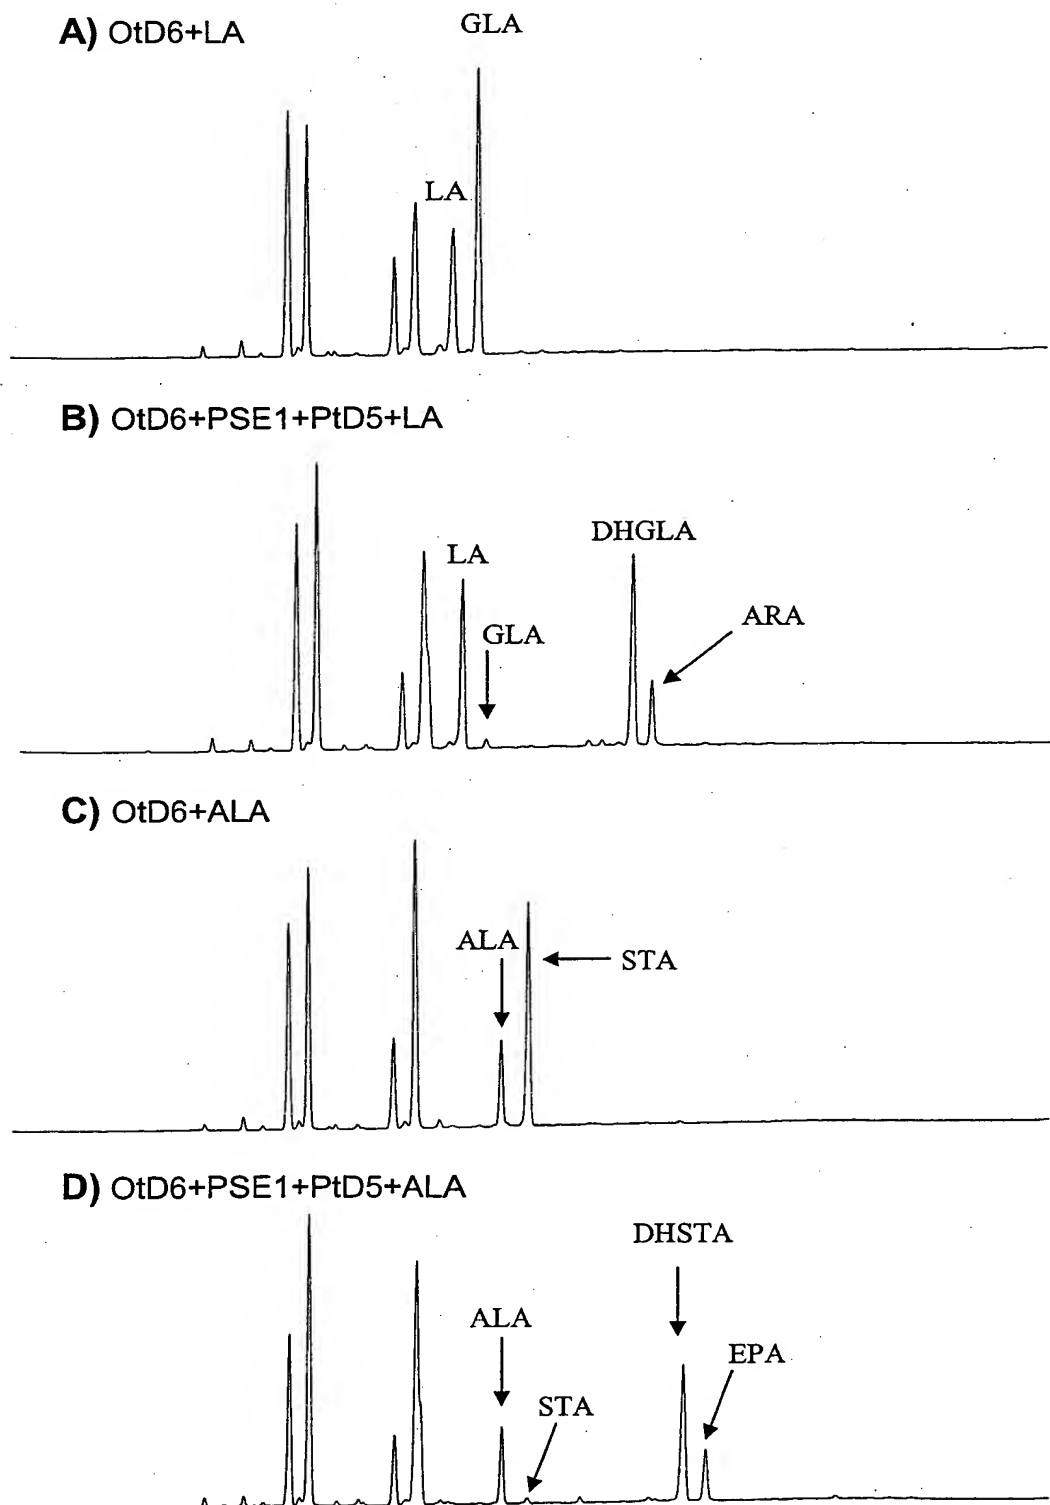 A) OtD6+LA
GLA
LA
B) OtD6+PSE1+PtD5+LA
DHGLA
LA
ARA
GLA
C) OtD6+ALA
ALA
STA
D) OtD6+PSE1+PtD5+ALA
DHSTA
ALA
EPA
STA